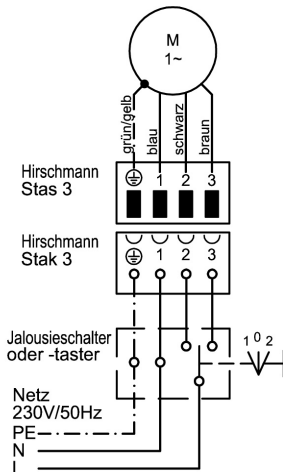 M
1~
grün/gelb
blau
schwarz
braun
Hirschmann
Stas 3
1 2 3
Hirschmann
Stak 3
1 2 3
Jalousieschalter
oder -taster
1 0 2
Netz
230V/50Hz
PE
N
L